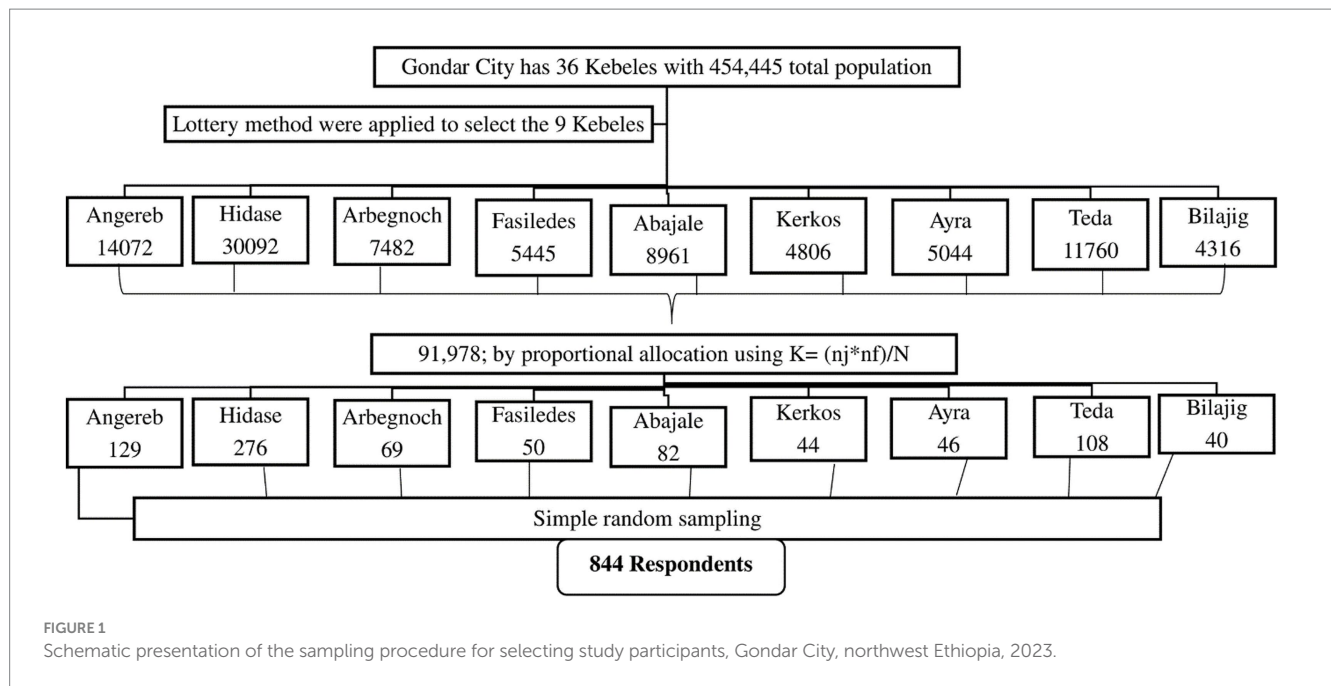 Gondar City has 36 Kebeles with 454,445 total population
Lottery method were applied to select the 9 Kebeles
Angereb
14072
Hidase
30092
Arbegnoch
7482
Fasiledes
5445
Abajale
8961
Kerkos
4806
Ayra
5044
Teda
11760
Bilajig
4316
91,978; by proportional allocation using K= (nj*nf)/N
Angereb
129
Hidase
276
Arbegnoch
69
Fasiledes
50
Abajale
82
Kerkos
44
Ayra
46
Teda
108
Bilajig
40
Simple random sampling
844 Respondents
FIGURE 1
Schematic presentation of the sampling procedure for selecting study participants, Gondar City, northwest Ethiopia, 2023.